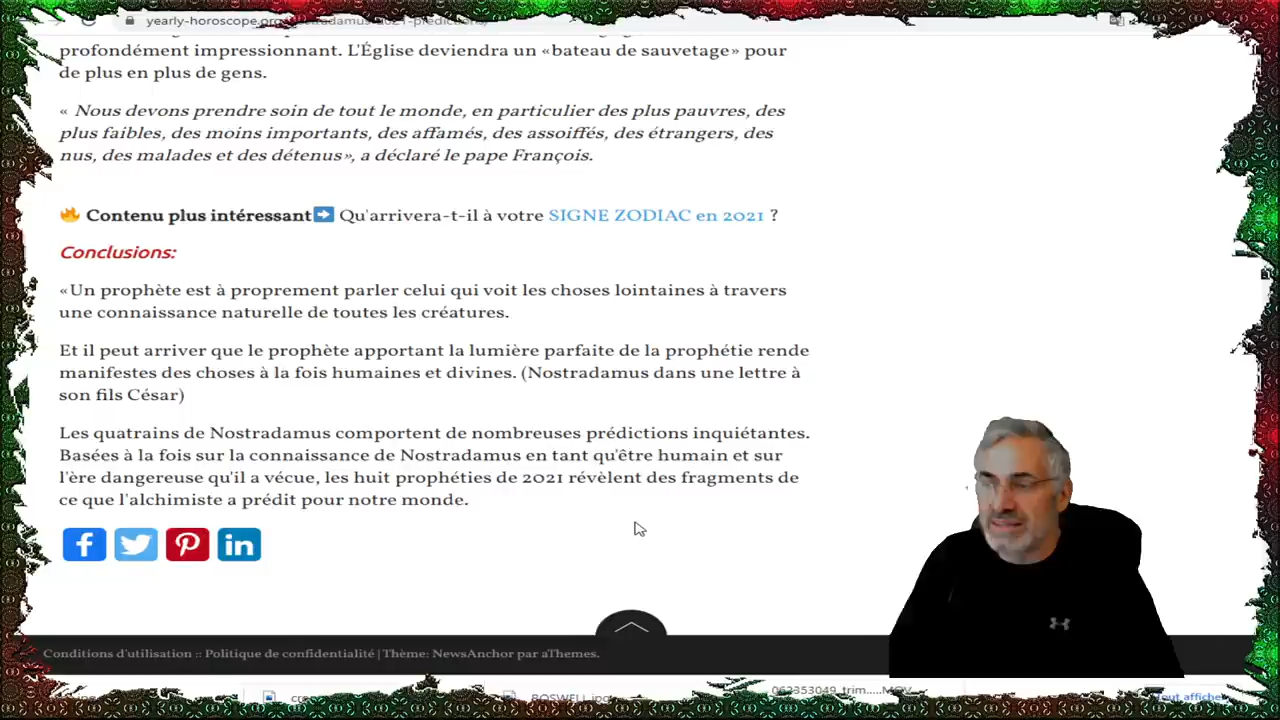 yearly-horoscope.org
profondément impressionnant. L'Église deviendra un «bateau de sauvetage» pour
de plus en plus de gens.
« Nous devons prendre soin de tout le monde, en particulier des plus pauvres, des
plus faibles, des moins importants, des affamés, des assoiffés, des étrangers, des
nus, des malades et des détenus», a déclaré le pape François.
Contenu plus intéressant Qu'arrivera-t-il à votre SIGNE ZODIAC en 2021 ?
Conclusions:
«Un prophète est à proprement parler celui qui voit les choses lointaines à travers
une connaissance naturelle de toutes les créatures.
Et il peut arriver que le prophète apportant la lumière parfaite de la prophétie rende
manifestes des choses à la fois humaines et divines. (Nostradamus dans une lettre à
son fils César)
Les quatrains de Nostradamus comportent de nombreuses prédictions inquiétantes.
Basées à la fois sur la connaissance de Nostradamus en tant qu'être humain et sur
l'ère dangereuse qu'il a vécue, les huit prophéties de 2021 révèlent des fragments de
ce que l'alchimiste a prédit pour notre monde.
Conditions d'utilisation :: Politique de confidentialité | Thème: NewsAnchor par aThemes.
BOSWELL.jpg